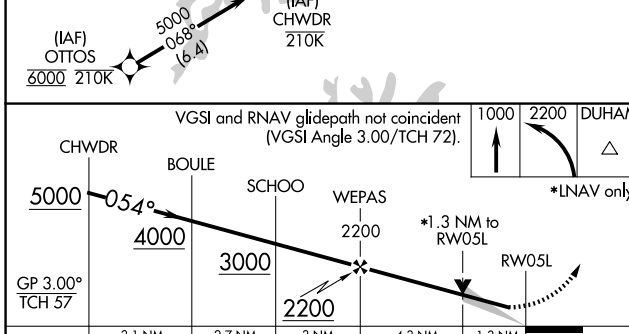 (IAF)
CHWDR
210K
5000
068°
(6.4)
(IAF)
OTTOS
6000 210K
VGSI and RNAV glidepath not coincident
(VGSI Angle 3.00/TCH 72).
1000
2200
DUHAM
*LNAV only
CHWDR
BOULE
SCHOO
WEPAS
2200
*1.3 NM to
RW05L
RW05L
5000
054°
4000
3000
2200
GP 3.00°
TCH 57